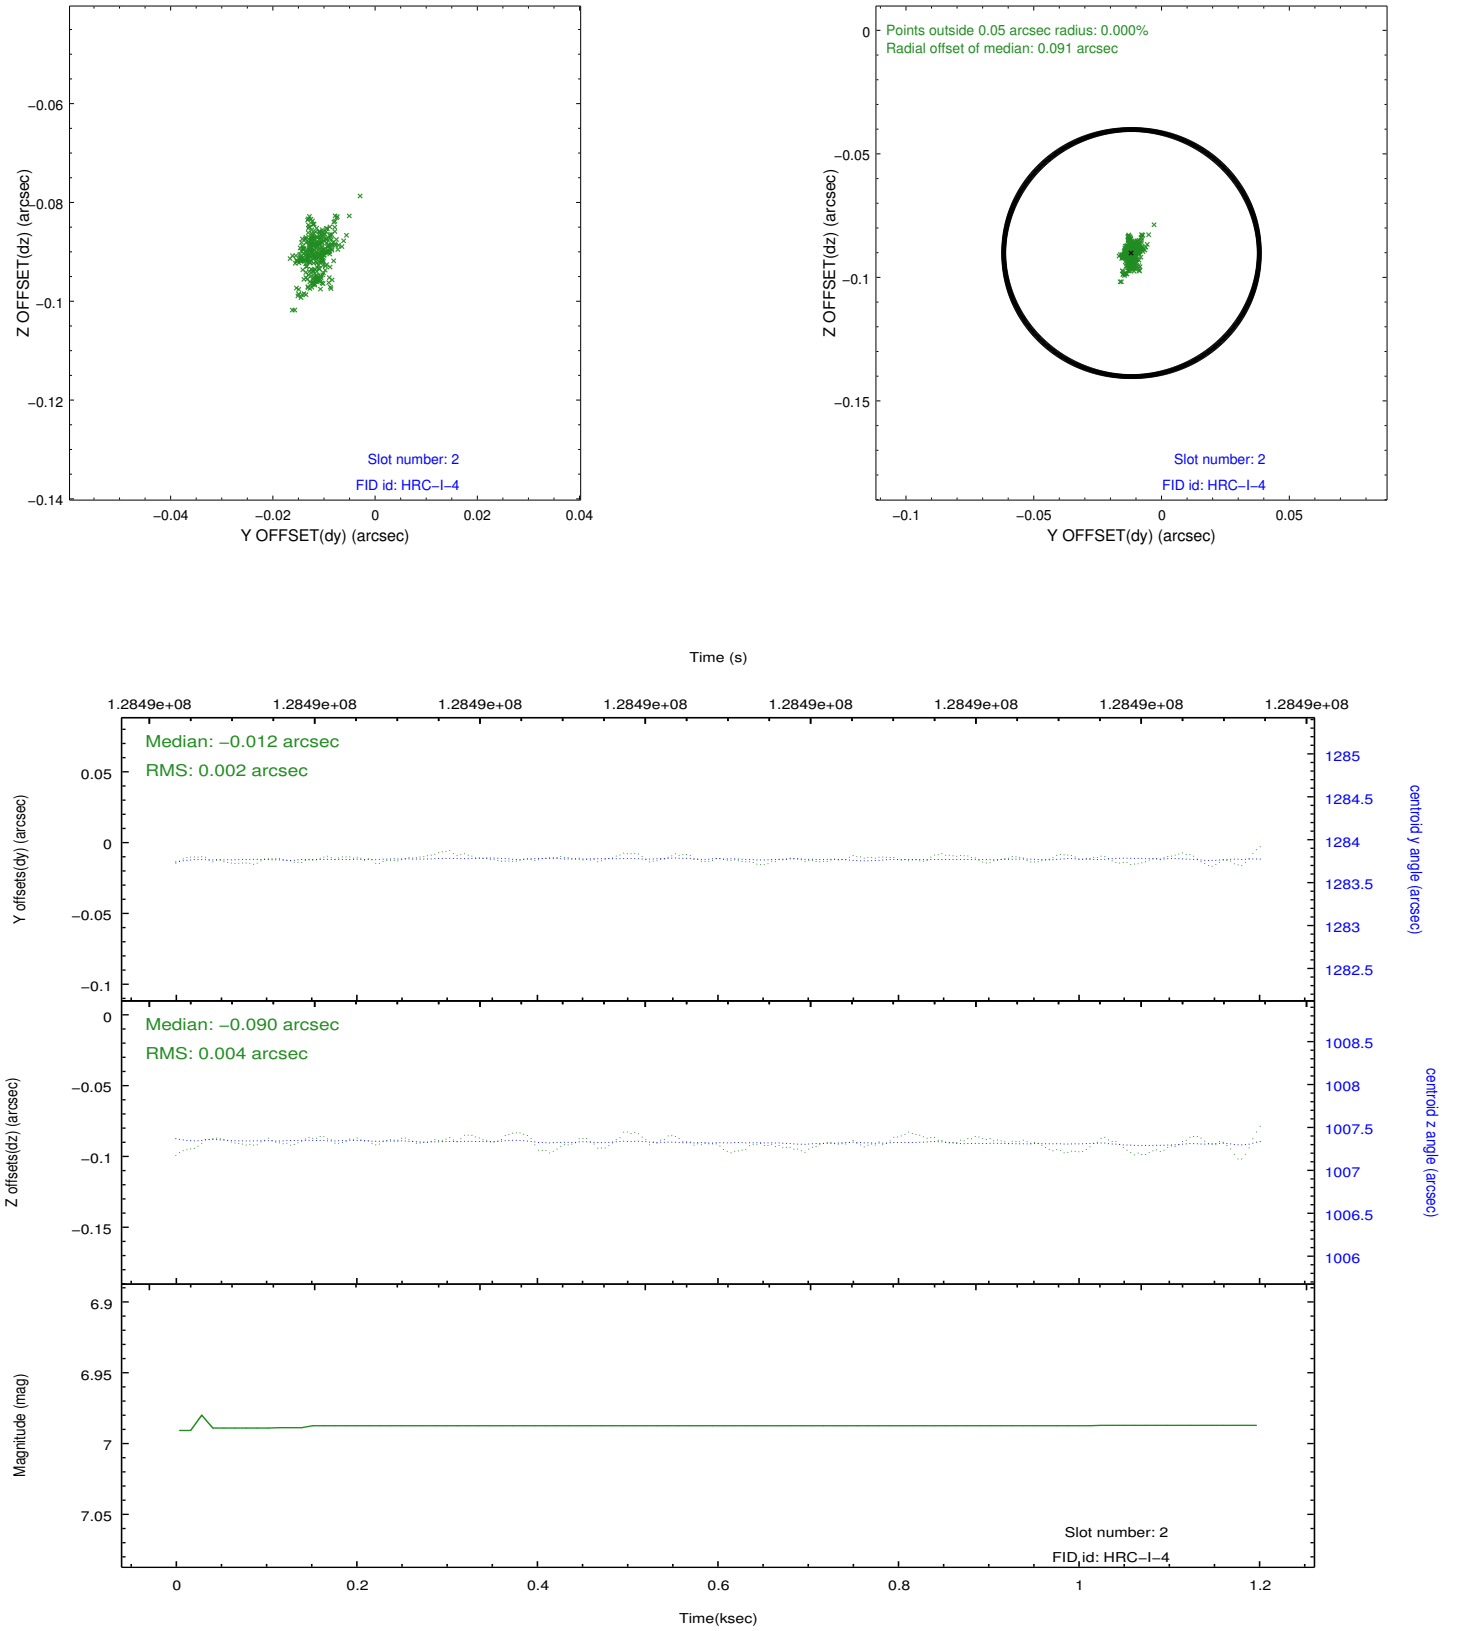 −0.06
−0.08
−0.1
−0.12
−0.14
Z OFFSET(dz) (arcsec)
Slot number: 2
FID id: HRC−I−4
−0.04 −0.02 0 0.02 0.04
Y OFFSET(dy) (arcsec)
Points outside 0.05 arcsec radius: 0.000%
Radial offset of median: 0.091 arcsec
0
−0.05
−0.1
−0.15
Z OFFSET(dz) (arcsec)
Slot number: 2
FID id: HRC−I−4
−0.1 −0.05 0 0.05
Y OFFSET(dy) (arcsec)
Time (s)
1.2849e+08 1.2849e+08 1.2849e+08 1.2849e+08 1.2849e+08 1.2849e+08 1.2849e+08 1.2849e+08
Median: −0.012 arcsec
RMS: 0.002 arcsec
0.05
0
−0.05
−0.1
Y offsets(dy) (arcsec)
1285
1284.5
1284
1283.5
1283
1282.5
centroid y angle (arcsec)
Median: −0.090 arcsec
RMS: 0.004 arcsec
0
−0.05
−0.1
−0.15
Z offsets(dz) (arcsec)
1008.5
1008
1007.5
1007
1006.5
1006
centroid z angle (arcsec)
6.9
6.95
7
7.05
Magnitude (mag)
Slot number: 2
FID id: HRC−I−4
0 0.2 0.4 0.6 0.8 1 1.2
Time(ksec)